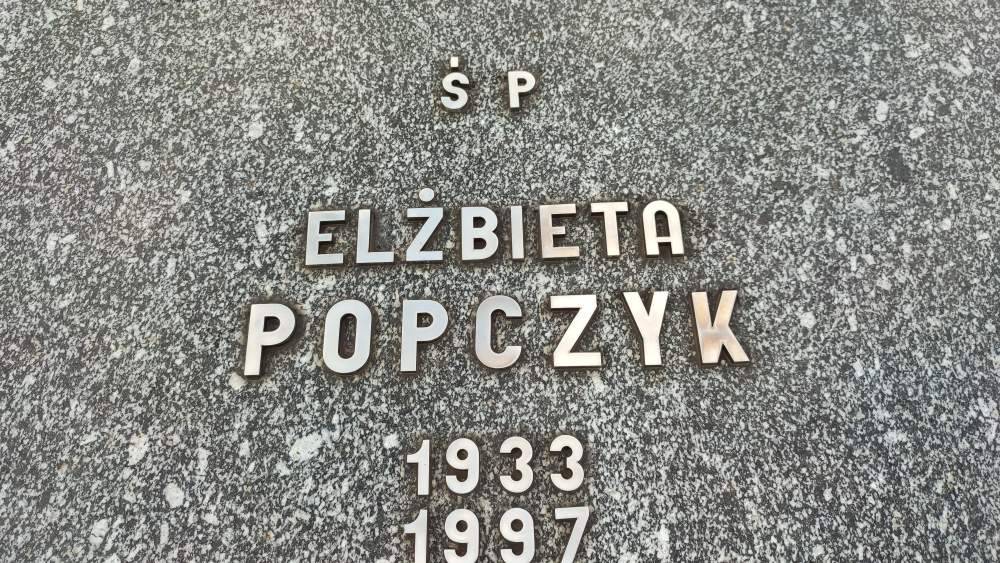 Ś P
ELŻBIETA
POPCZYK
1933
1997